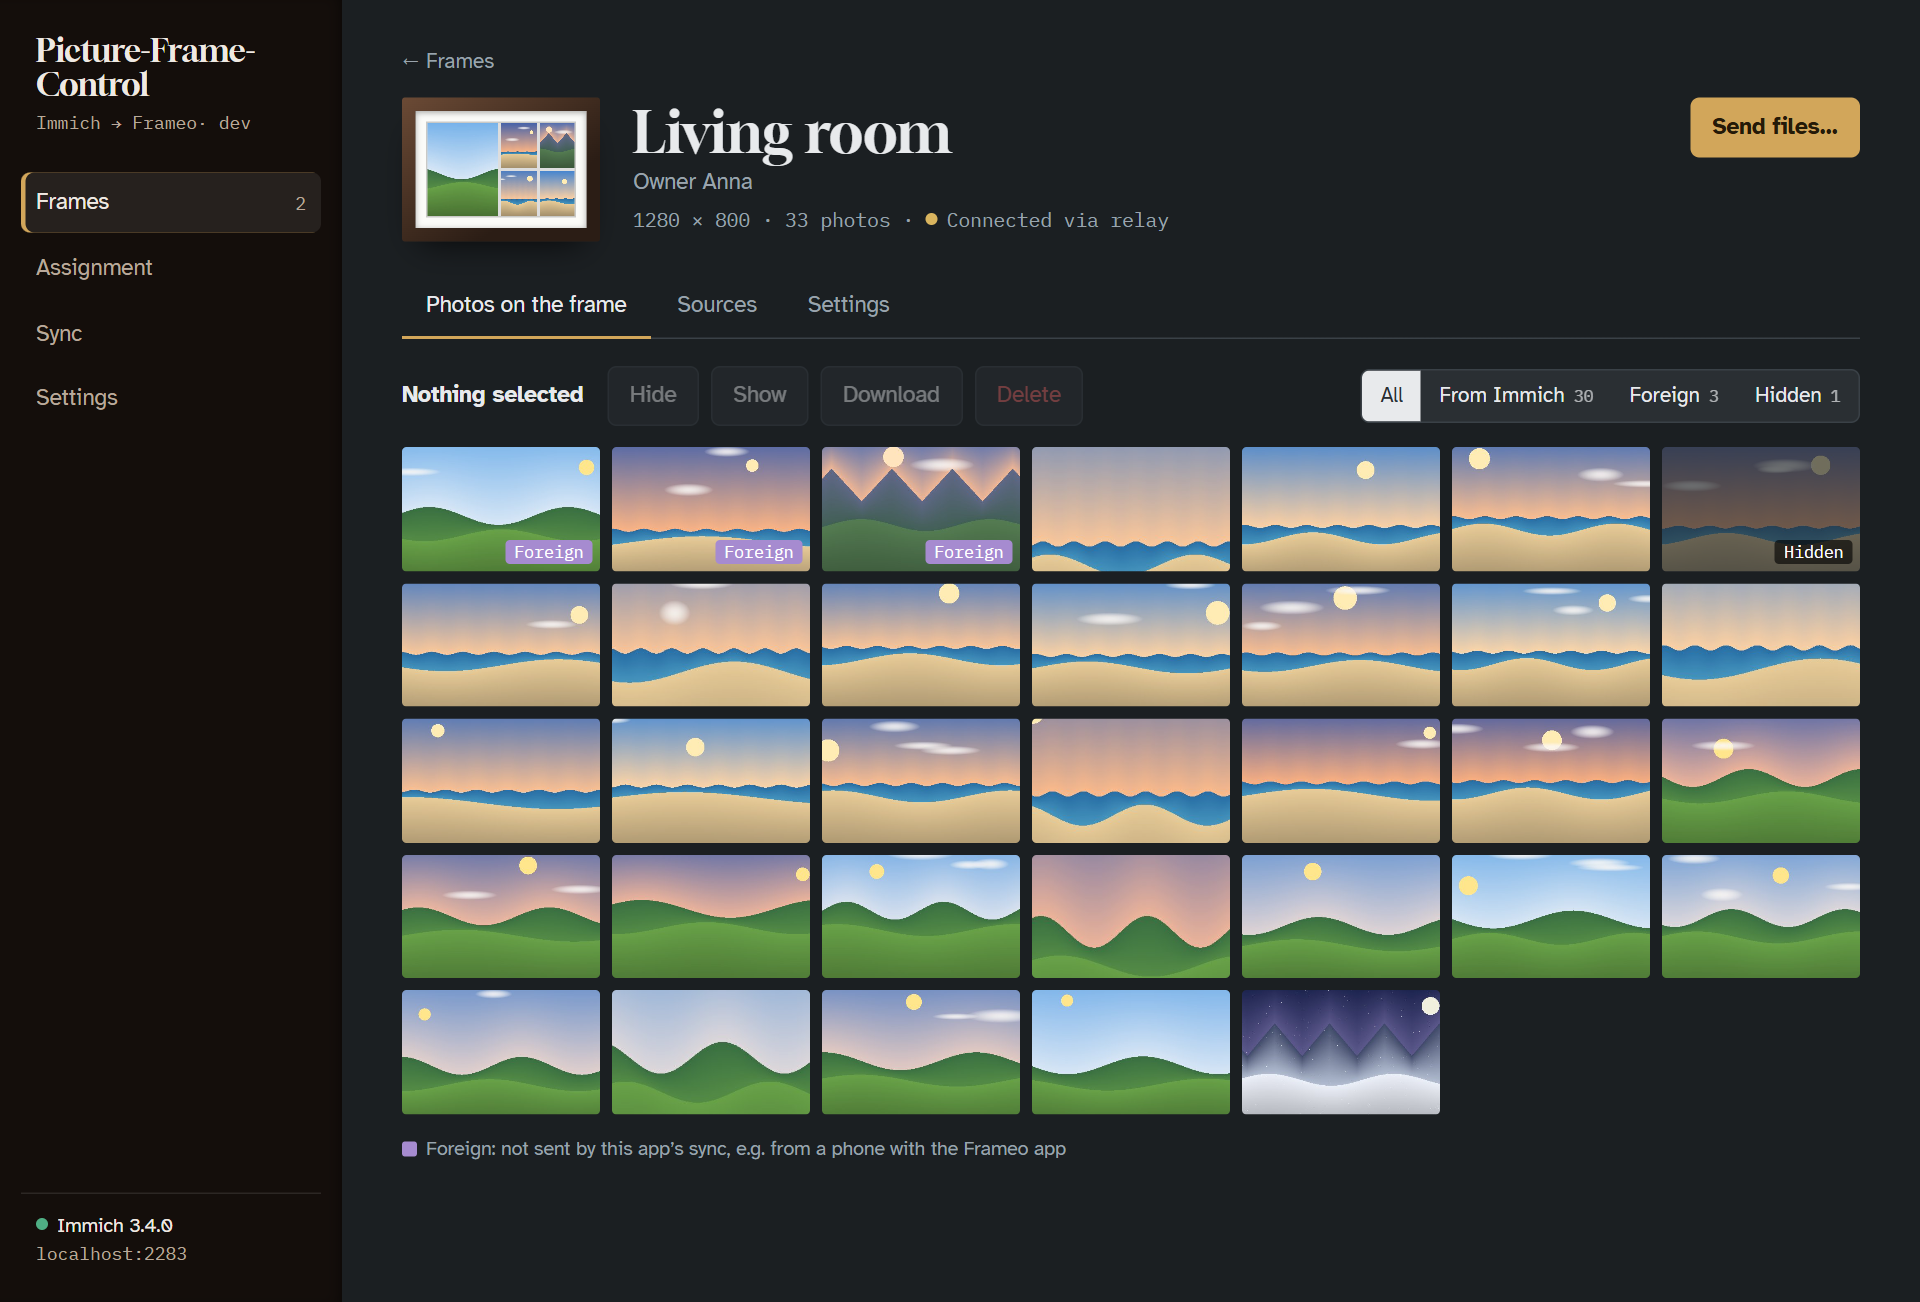 Picture-Frame-
Control
Immich → Frameo· dev
Frames 2
Assignment
Sync
Settings
Immich 3.4.0
localhost:2283
← Frames
Living room
Owner Anna
1280 × 800 · 33 photos · Connected via relay
Send files…
Photos on the frame Sources Settings
Nothing selected Hide Show Download Delete All From Immich 30 Foreign 3 Hidden 1
Foreign Foreign Foreign Hidden
Foreign: not sent by this app’s sync, e.g. from a phone with the Frameo app